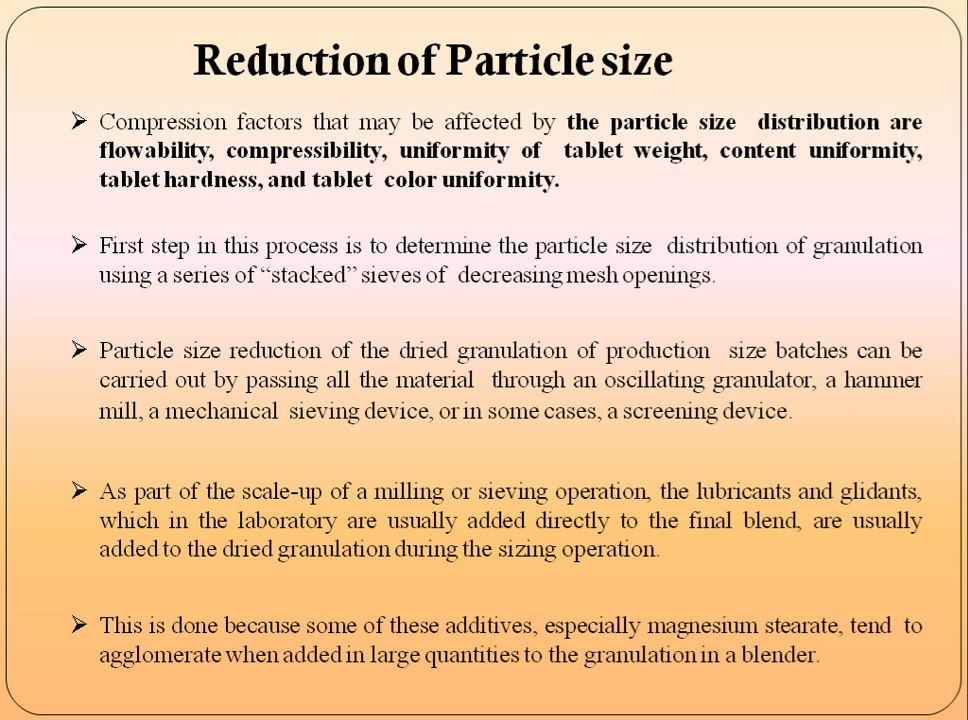 Reduction of Particle size
➢ Compression factors that may be affected by the particle size distribution are
flowability, compressibility, uniformity of tablet weight, content uniformity,
tablet hardness, and tablet color uniformity.
➢ First step in this process is to determine the particle size distribution of granulation
using a series of “stacked” sieves of decreasing mesh openings.
➢ Particle size reduction of the dried granulation of production size batches can be
carried out by passing all the material through an oscillating granulator, a hammer
mill, a mechanical sieving device, or in some cases, a screening device.
➢ As part of the scale-up of a milling or sieving operation, the lubricants and glidants,
which in the laboratory are usually added directly to the final blend, are usually
added to the dried granulation during the sizing operation.
➢ This is done because some of these additives, especially magnesium stearate, tend to
agglomerate when added in large quantities to the granulation in a blender.